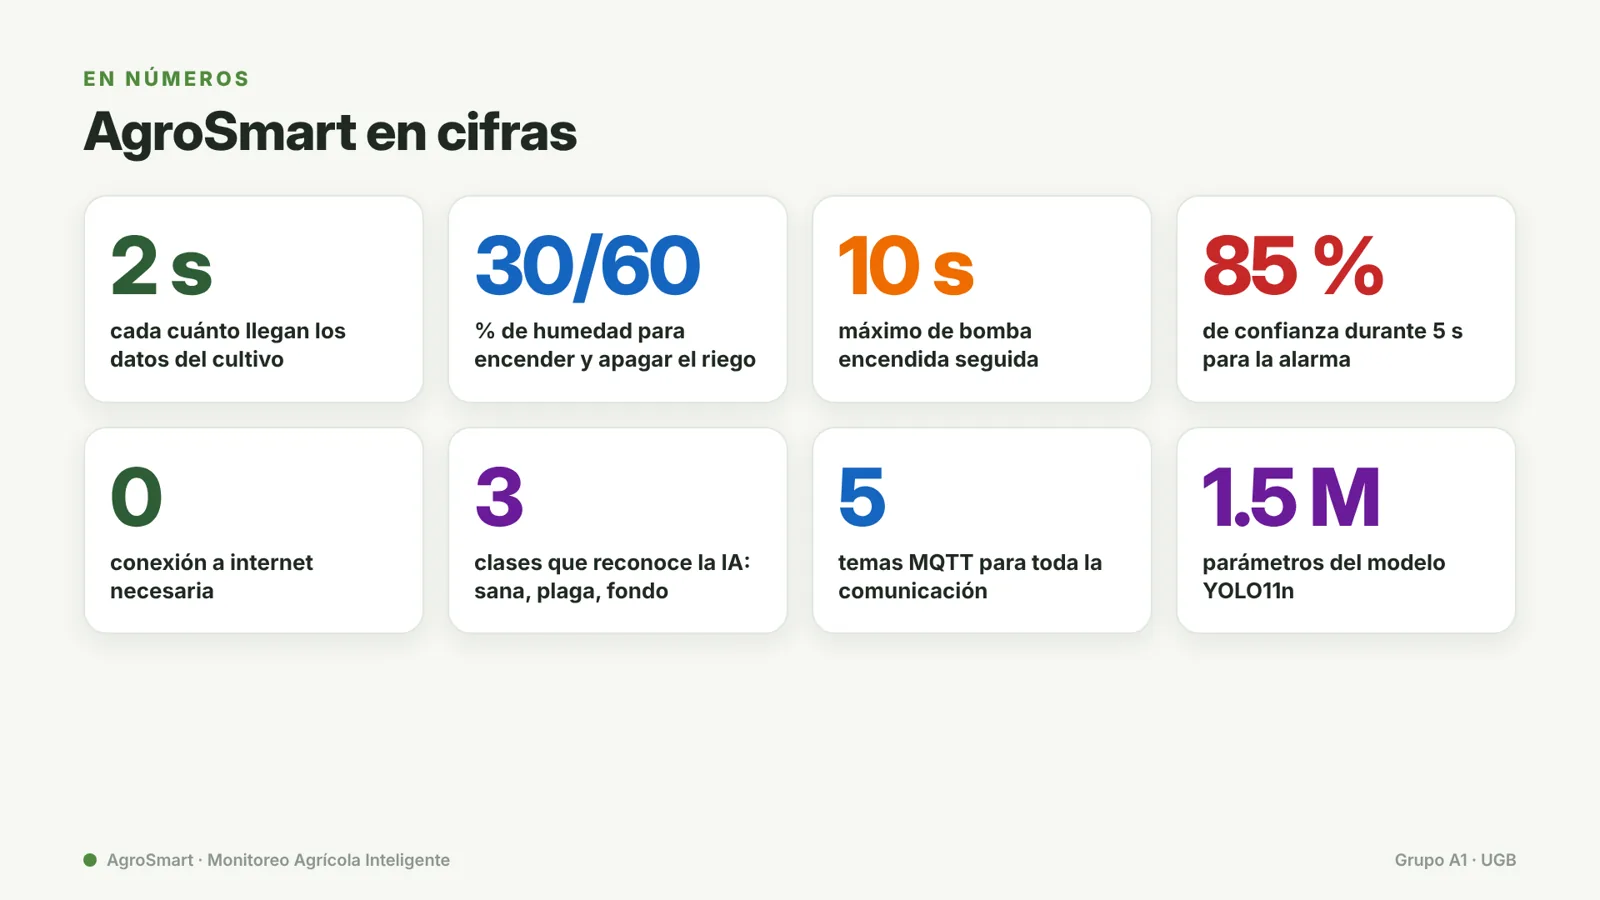 EN NÚMEROS
AgroSmart en cifras
2 s
cada cuánto llegan los
datos del cultivo
30/60
% de humedad para
encender y apagar el riego
10 s
máximo de bomba
encendida seguida
85 %
de confianza durante 5 s
para la alarma
0
conexión a internet
necesaria
3
clases que reconoce la IA:
sana, plaga, fondo
5
temas MQTT para toda la
comunicación
1.5 M
parámetros del modelo
YOLO11n
AgroSmart · Monitoreo Agrícola Inteligente
Grupo A1 · UGB